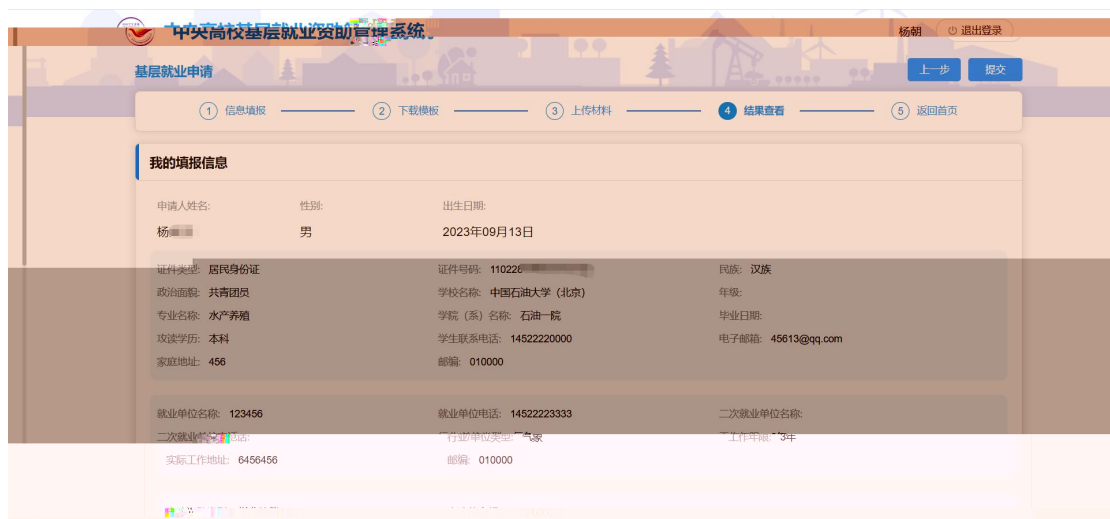 中央高校基层就业资助管理系统
杨朝 退出登录
基层就业申请 上一步 提交
1 信息填报 2 下载模板 3 上传材料 4 结果查看 5 返回首页
我的填报信息
申请人姓名: 性别: 出生日期:
杨 男 2023年09月13日
证件类型: 居民身份证 证件号码: 110228 民族: 汉族
政治面貌: 共青团员 学校名称: 中国石油大学（北京） 年级:
专业名称: 水产养殖 学院（系）名称: 石油一院 毕业日期:
攻读学历: 本科 学生联系电话: 14522220000 电子邮箱: 45613@qq.com
家庭地址: 456 邮编: 010000
就业单位名称: 123456 就业单位电话: 14522223333 二次就业单位名称:
二次就业 电话: 行业/单位类型: 气象 工作年限: 3年
实际工作地址: 6456456 邮编: 010000